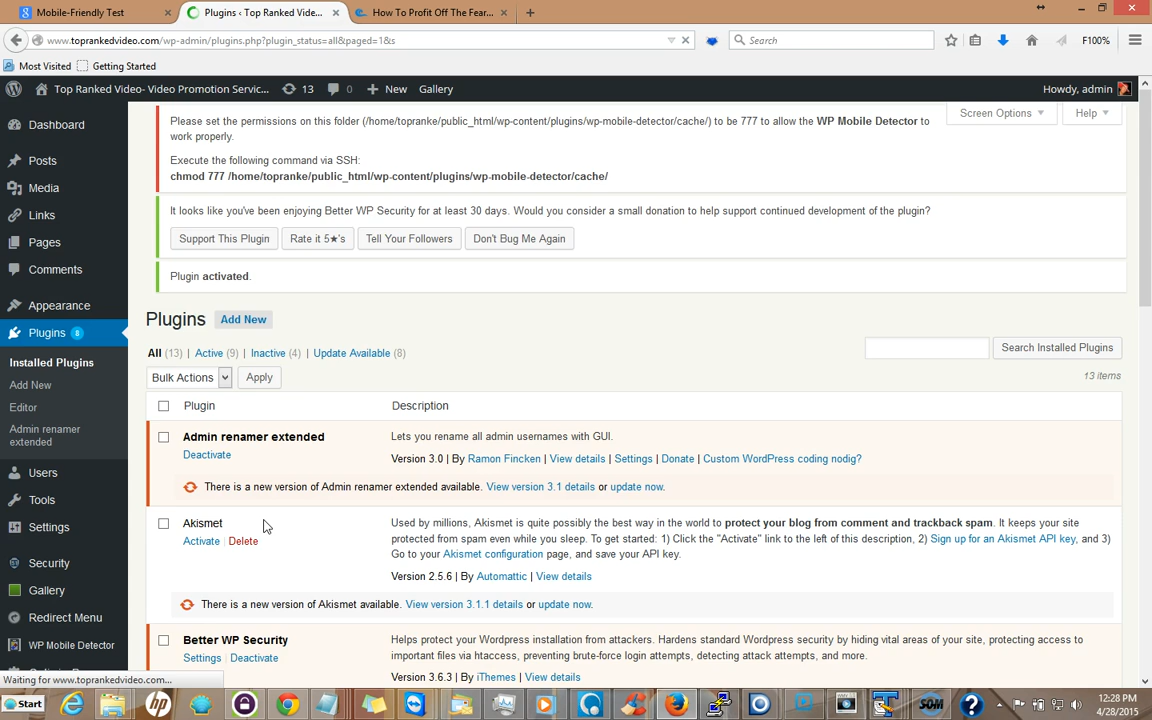 Mobile-Friendly Test
Plugins ‹ Top Ranked Video...
How To Profit Off The Fear...
www.toprankedvideo.com/wp-admin/plugins.php?plugin_status=all&paged=1&s
Search
F100%
Most Visited
Getting Started
Top Ranked Video- Video Promotion Servic...
13
0
New
Gallery
Howdy, admin
Dashboard
Posts
Media
Links
Pages
Comments
Appearance
Plugins 8
Installed Plugins
Add New
Editor
Admin renamer
extended
Users
Tools
Settings
Security
Gallery
Redirect Menu
WP Mobile Detector
Screen Options
Help
Please set the permissions on this folder (/home/topranke/public_html/wp-content/plugins/wp-mobile-detector/cache/) to be 777 to allow the WP Mobile Detector to
work properly.
Execute the following command via SSH:
chmod 777 /home/topranke/public_html/wp-content/plugins/wp-mobile-detector/cache/
It looks like you've been enjoying Better WP Security for at least 30 days. Would you consider a small donation to help support continued development of the plugin?
Support This Plugin
Rate it 5★'s
Tell Your Followers
Don't Bug Me Again
Plugin activated.
Plugins Add New
All (13) | Active (9) | Inactive (4) | Update Available (8)
Search Installed Plugins
Bulk Actions
Apply
13 items
Plugin
Description
Admin renamer extended
Deactivate
Lets you rename all admin usernames with GUI.
Version 3.0 | By Ramon Fincken | View details | Settings | Donate | Custom WordPress coding nodig?
There is a new version of Admin renamer extended available. View version 3.1 details or update now.
Akismet
Activate | Delete
Used by millions, Akismet is quite possibly the best way in the world to protect your blog from comment and trackback spam. It keeps your site
protected from spam even while you sleep. To get started: 1) Click the "Activate" link to the left of this description, 2) Sign up for an Akismet API key, and 3)
Go to your Akismet configuration page, and save your API key.
Version 2.5.6 | By Automattic | View details
There is a new version of Akismet available. View version 3.1.1 details or update now.
Better WP Security
Settings | Deactivate
Helps protect your Wordpress installation from attackers. Hardens standard Wordpress security by hiding vital areas of your site, protecting access to
important files via htaccess, preventing brute-force login attempts, detecting attack attempts, and more.
Version 3.6.3 | By iThemes | View details
Waiting for www.toprankedvideo.com...
Start
hp
SOM
12:28 PM
4/28/2015